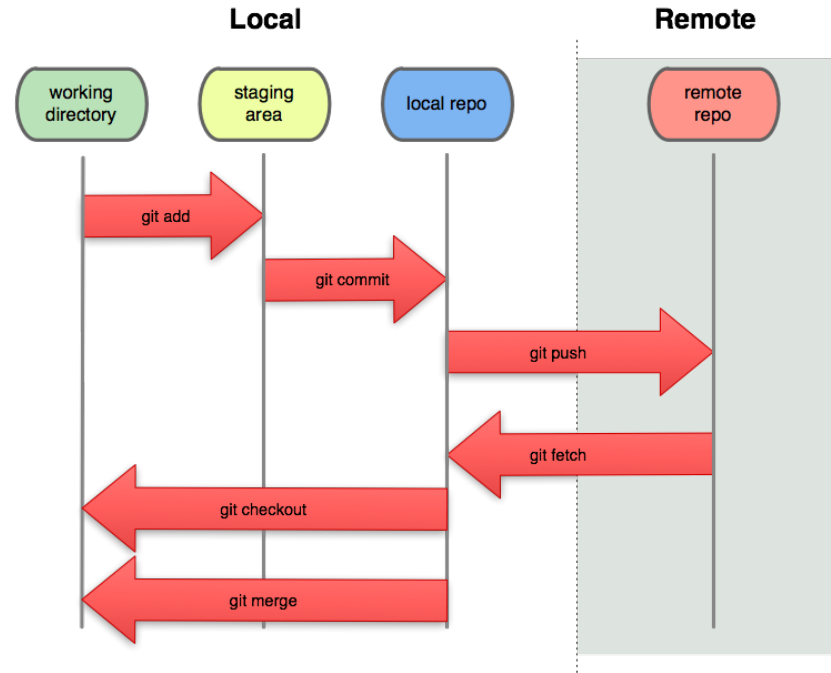 Local
Remote
working
directory
staging
area
local repo
remote
repo
git add
git commit
git push
git fetch
git checkout
git merge